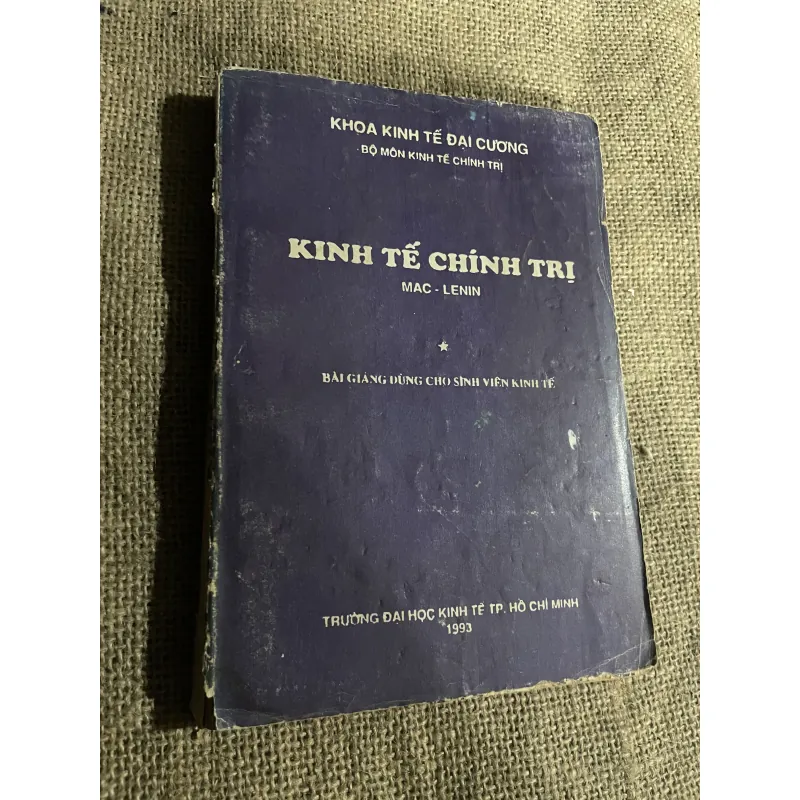 KHOA KINH TẾ ĐẠI CƯƠNG
BỘ MÔN KINH TẾ CHÍNH TRỊ
KINH TẾ CHÍNH TRỊ
MAC - LENIN
BÀI GIẢNG DÙNG CHO SINH VIÊN KINH TẾ
TRƯỜNG ĐẠI HỌC KINH TẾ TP. HỒ CHÍ MINH
1993